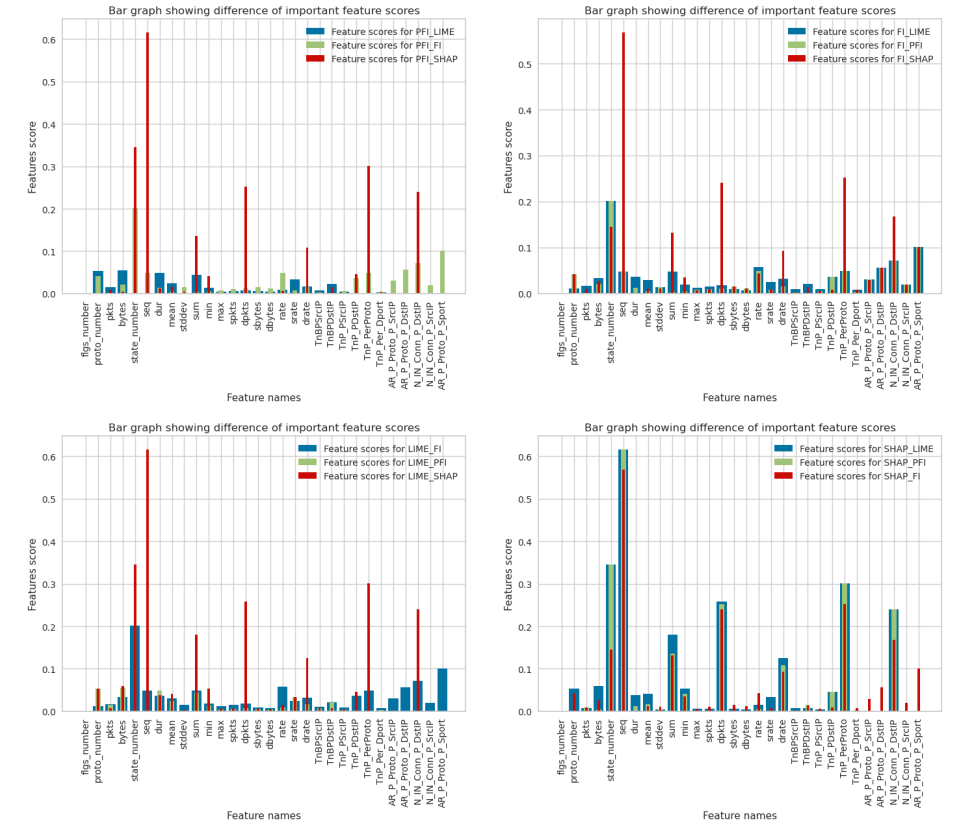 Bar graph showing difference of important feature scores
Feature scores for PFI_LIME
Feature scores for PFI_FI
Feature scores for PFI_SHAP
Features score
0.6
0.5
0.4
0.3
0.2
0.1
0.0
flgs_number
proto_number
pkts
bytes
state_number
seq
dur
mean
stddev
sum
min
max
spkts
dpkts
sbytes
dbytes
rate
srate
drate
TnBPSrcIP
TnBPDstIP
TnP_PSrcIP
TnP_PDstIP
TnP_PerProto
TnP_Per_Dport
AR_P_Proto_P_SrcIP
AR_P_Proto_P_DstIP
N_IN_Conn_P_DstIP
N_IN_Conn_P_SrcIP
AR_P_Proto_P_Sport
Feature names
Bar graph showing difference of important feature scores
Feature scores for FI_LIME
Feature scores for FI_PFI
Feature scores for FI_SHAP
Features score
0.5
0.4
0.3
0.2
0.1
0.0
flgs_number
proto_number
pkts
bytes
state_number
seq
dur
mean
stddev
sum
min
max
spkts
dpkts
sbytes
dbytes
rate
srate
drate
TnBPSrcIP
TnBPDstIP
TnP_PSrcIP
TnP_PDstIP
TnP_PerProto
TnP_Per_Dport
AR_P_Proto_P_SrcIP
AR_P_Proto_P_DstIP
N_IN_Conn_P_DstIP
N_IN_Conn_P_SrcIP
AR_P_Proto_P_Sport
Feature names
Bar graph showing difference of important feature scores
Feature scores for LIME_FI
Feature scores for LIME_PFI
Feature scores for LIME_SHAP
Features score
0.6
0.5
0.4
0.3
0.2
0.1
0.0
flgs_number
proto_number
pkts
bytes
state_number
seq
dur
mean
stddev
sum
min
max
spkts
dpkts
sbytes
dbytes
rate
srate
drate
TnBPSrcIP
TnBPDstIP
TnP_PSrcIP
TnP_PDstIP
TnP_PerProto
TnP_Per_Dport
AR_P_Proto_P_SrcIP
AR_P_Proto_P_DstIP
N_IN_Conn_P_DstIP
N_IN_Conn_P_SrcIP
AR_P_Proto_P_Sport
Feature names
Bar graph showing difference of important feature scores
Feature scores for SHAP_LIME
Feature scores for SHAP_PFI
Feature scores for SHAP_FI
Features score
0.6
0.5
0.4
0.3
0.2
0.1
0.0
flgs_number
proto_number
pkts
bytes
state_number
seq
dur
mean
stddev
sum
min
max
spkts
dpkts
sbytes
dbytes
rate
srate
drate
TnBPSrcIP
TnBPDstIP
TnP_PSrcIP
TnP_PDstIP
TnP_PerProto
TnP_Per_Dport
AR_P_Proto_P_SrcIP
AR_P_Proto_P_DstIP
N_IN_Conn_P_DstIP
N_IN_Conn_P_SrcIP
AR_P_Proto_P_Sport
Feature names